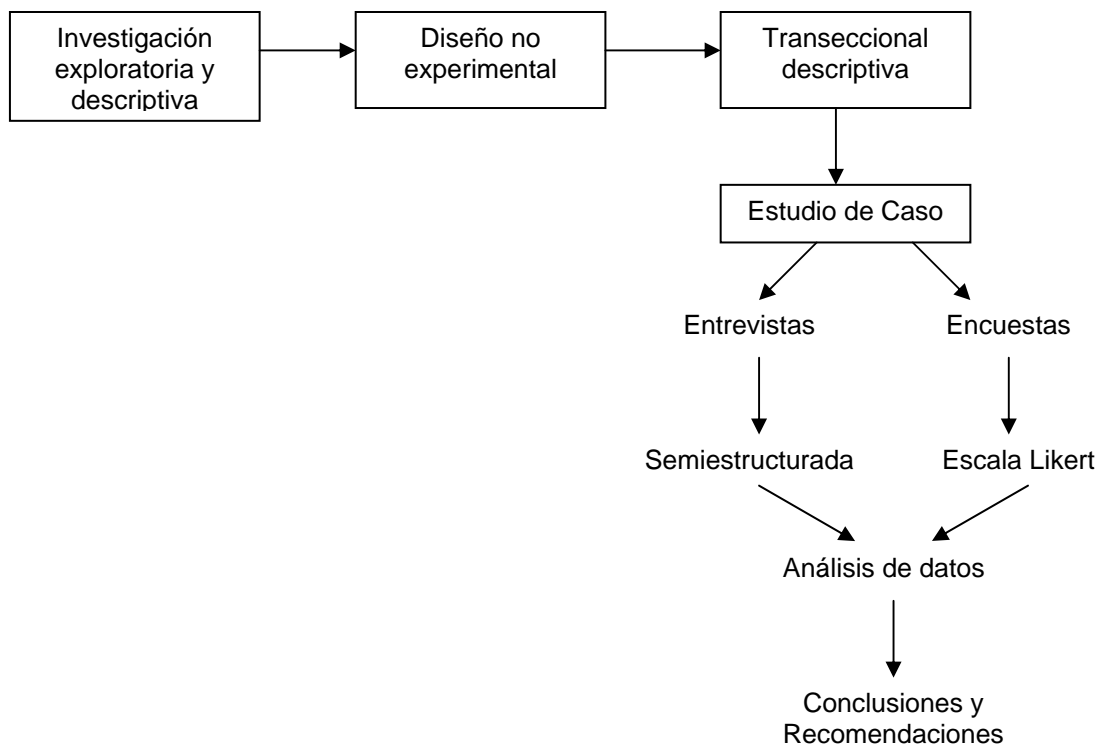 Investigación
exploratoria y
descriptiva
Diseño no
experimental
Transeccional
descriptiva
Estudio de Caso
Entrevistas
Encuestas
Semiestructurada
Escala Likert
Análisis de datos
Conclusiones y
Recomendaciones